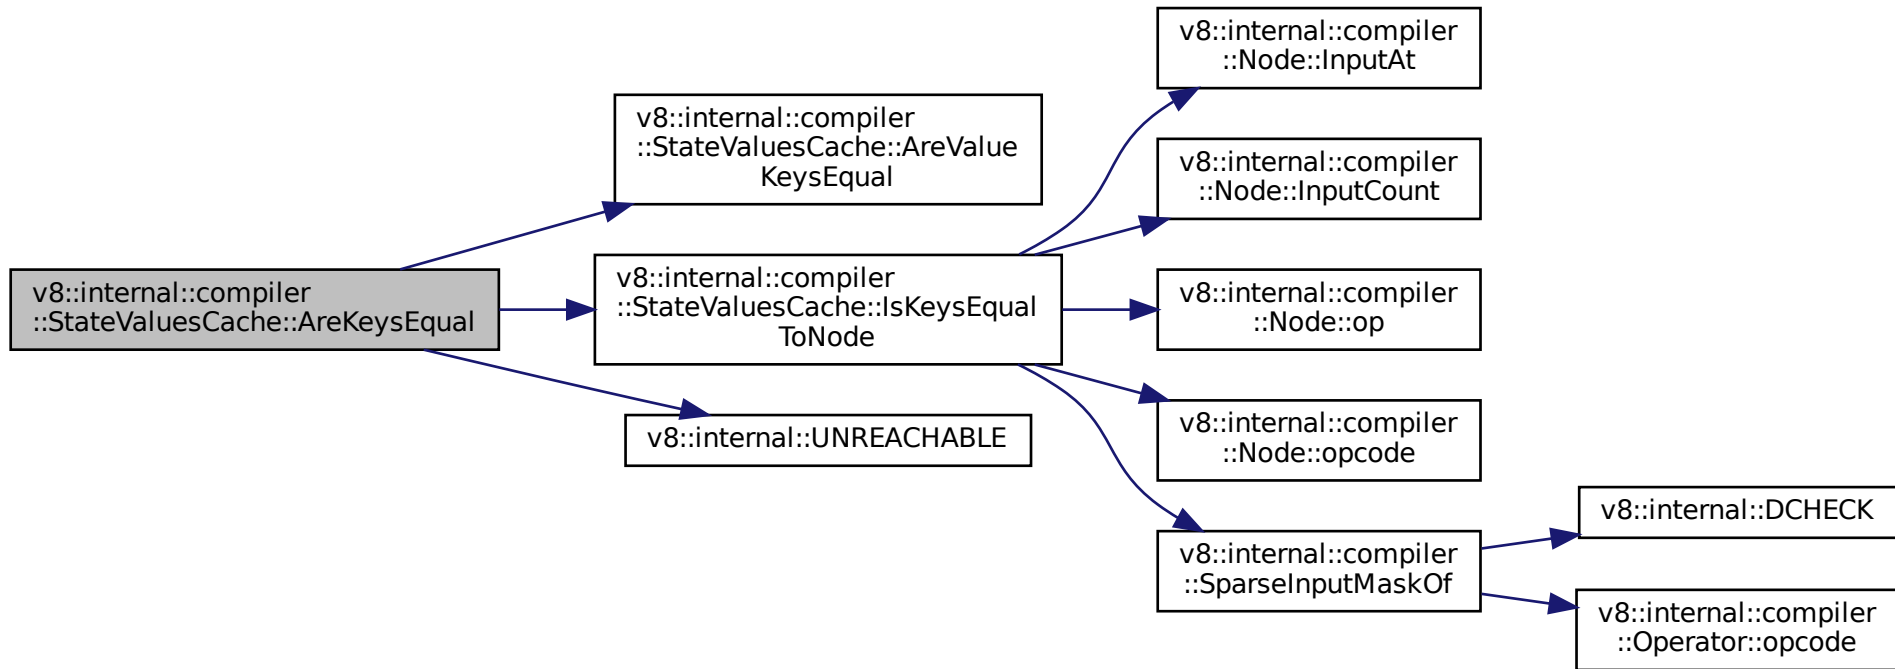 v8::internal::compiler
::StateValuesCache::AreKeysEqual
v8::internal::compiler
::StateValuesCache::AreValue
KeysEqual
v8::internal::compiler
::StateValuesCache::IsKeysEqual
ToNode
v8::internal::UNREACHABLE
v8::internal::compiler
::Node::InputAt
v8::internal::compiler
::Node::InputCount
v8::internal::compiler
::Node::op
v8::internal::compiler
::Node::opcode
v8::internal::compiler
::SparseInputMaskOf
v8::internal::DCHECK
v8::internal::compiler
::Operator::opcode